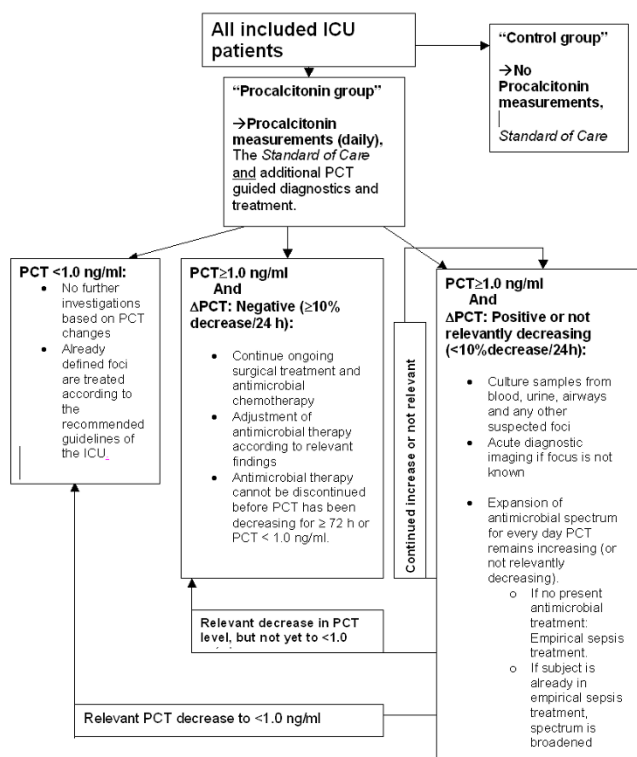 All included ICU
patients
“Control group”
→No
Procalcitonin
measurements,
Standard of Care
“Procalcitonin group”
→Procalcitonin
measurements (daily),
The Standard of Care
and additional PCT
guided diagnostics and
treatment.
PCT <1.0 ng/ml:
• No further
investigations
based on PCT
changes
• Already
defined foci
are treated
according to
the
recommended
guidelines of
the ICU.
PCT≥1.0 ng/ml
And
ΔPCT: Negative (≥10%
decrease/24 h):
• Continue ongoing
surgical treatment and
antimicrobial
chemotherapy
• Adjustment of
antimicrobial therapy
according to relevant
findings
• Antimicrobial therapy
cannot be discontinued
before PCT has been
decreasing for ≥ 72 h or
PCT < 1.0 ng/ml.
Continued increase or not relevant
PCT≥1.0 ng/ml
And
ΔPCT: Positive or not
relevantly decreasing
(<10%decrease/24h):
• Culture samples from
blood, urine, airways
and any other
suspected foci
• Acute diagnostic
imaging if focus is not
known
• Expansion of
antimicrobial spectrum
for every day PCT
remains increasing (or
not relevantly
decreasing).
o If no present
antimicrobial
treatment:
Empirical sepsis
treatment.
o If subject is
already in
empirical sepsis
treatment,
spectrum is
broadened
Relevant decrease in PCT
level, but not yet to <1.0
Relevant PCT decrease to <1.0 ng/ml